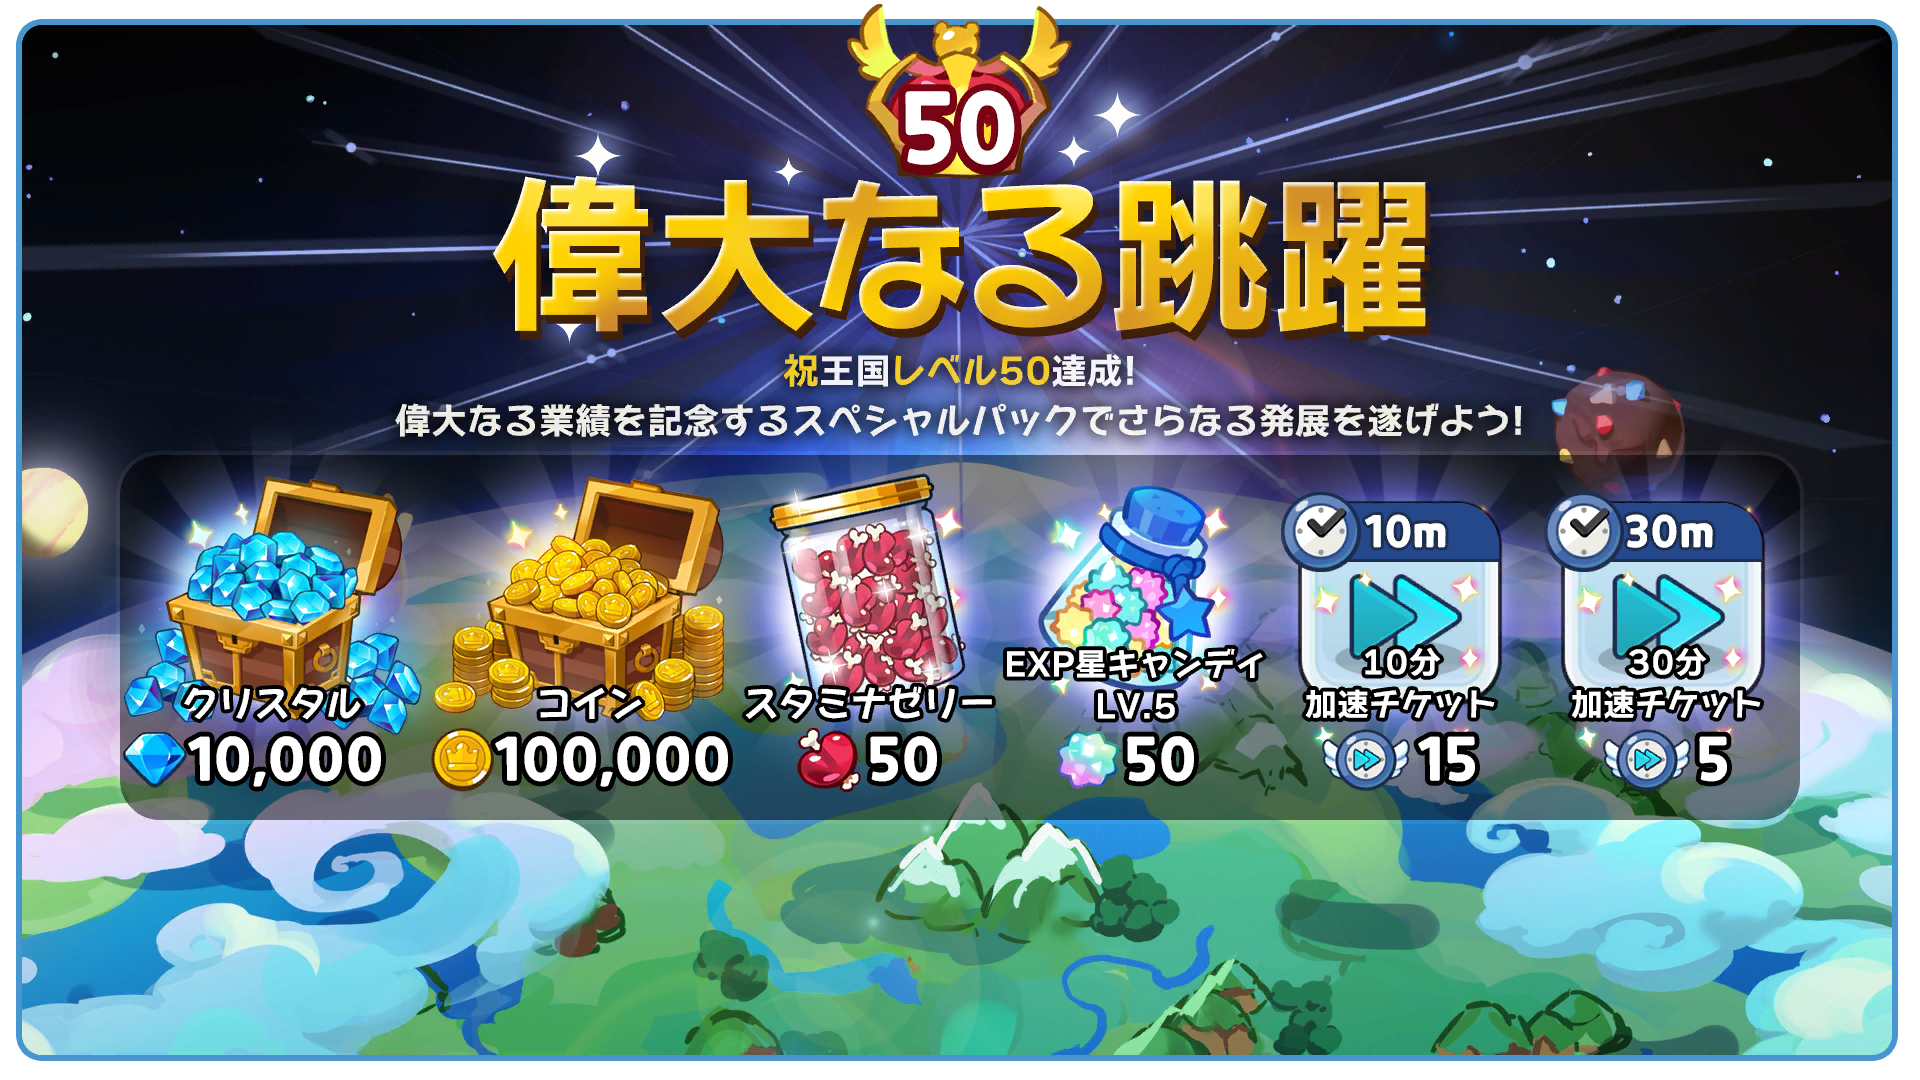 50
偉大なる跳躍
祝王国レベル50達成!
偉大なる業績を記念するスペシャルパックでさらなる発展を遂げよう!
クリスタル
10,000
コイン
100,000
スタミナゼリー
50
EXP星キャンディ
LV.5
50
10m
10分
加速チケット
15
30m
30分
加速チケット
5